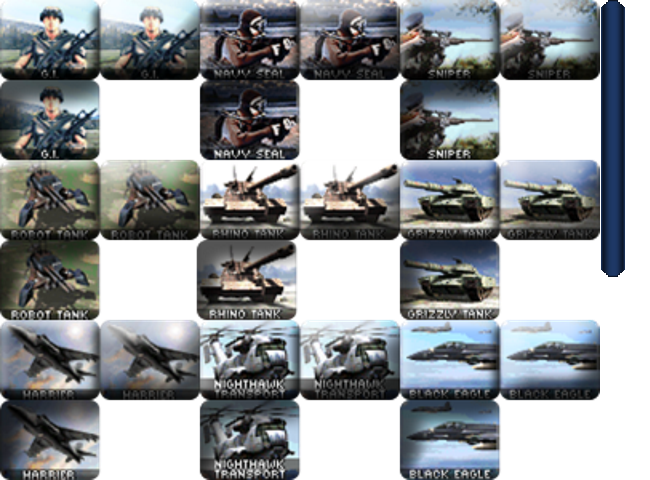 G.I. G.I. NAVY SEAL NAVY SEAL SNIPER SNIPER
G.I. NAVY SEAL SNIPER
ROBOT TANK ROBOT TANK RHINO TANK RHINO TANK GRIZZLY TANK GRIZZLY TANK
ROBOT TANK RHINO TANK GRIZZLY TANK
HARRIER HARRIER NIGHTHAWK NIGHTHAWK BLACK EAGLE BLACK EAGLE
TRANSPORT TRANSPORT
HARRIER NIGHTHAWK BLACK EAGLE
TRANSPORT